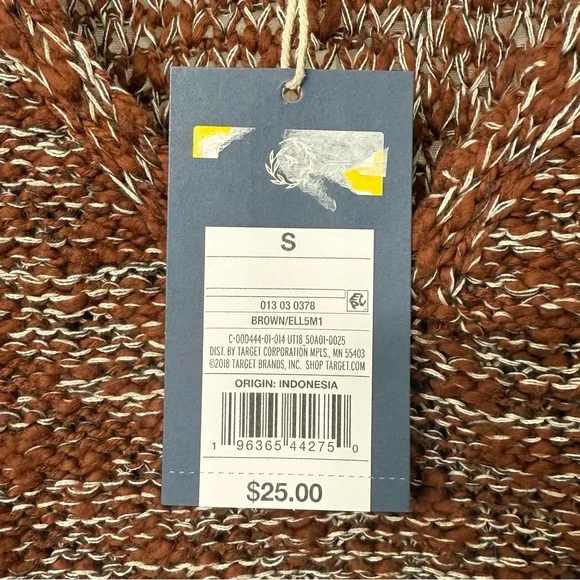 S
013 03 0378
BROWN/ELL5M1
C-000444-01-014 UT18_50A01-0025
DIST. BY TARGET CORPORATION MPLS., MN 55403
©2018 TARGET BRANDS, INC. SHOP TARGET.COM
ORIGIN: INDONESIA
1 96365 44275 0
$25.00